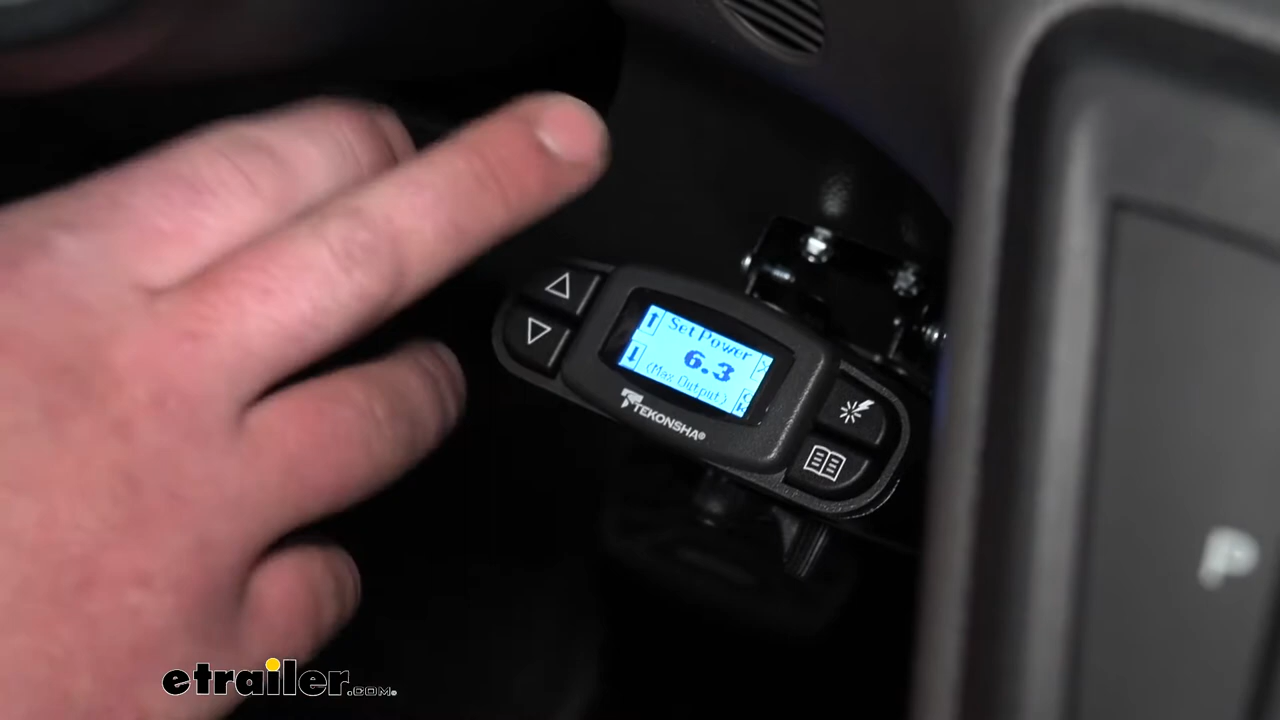 Set Power
6.3
(Max Output)
TEKONSHA®
P
etrailer.COM